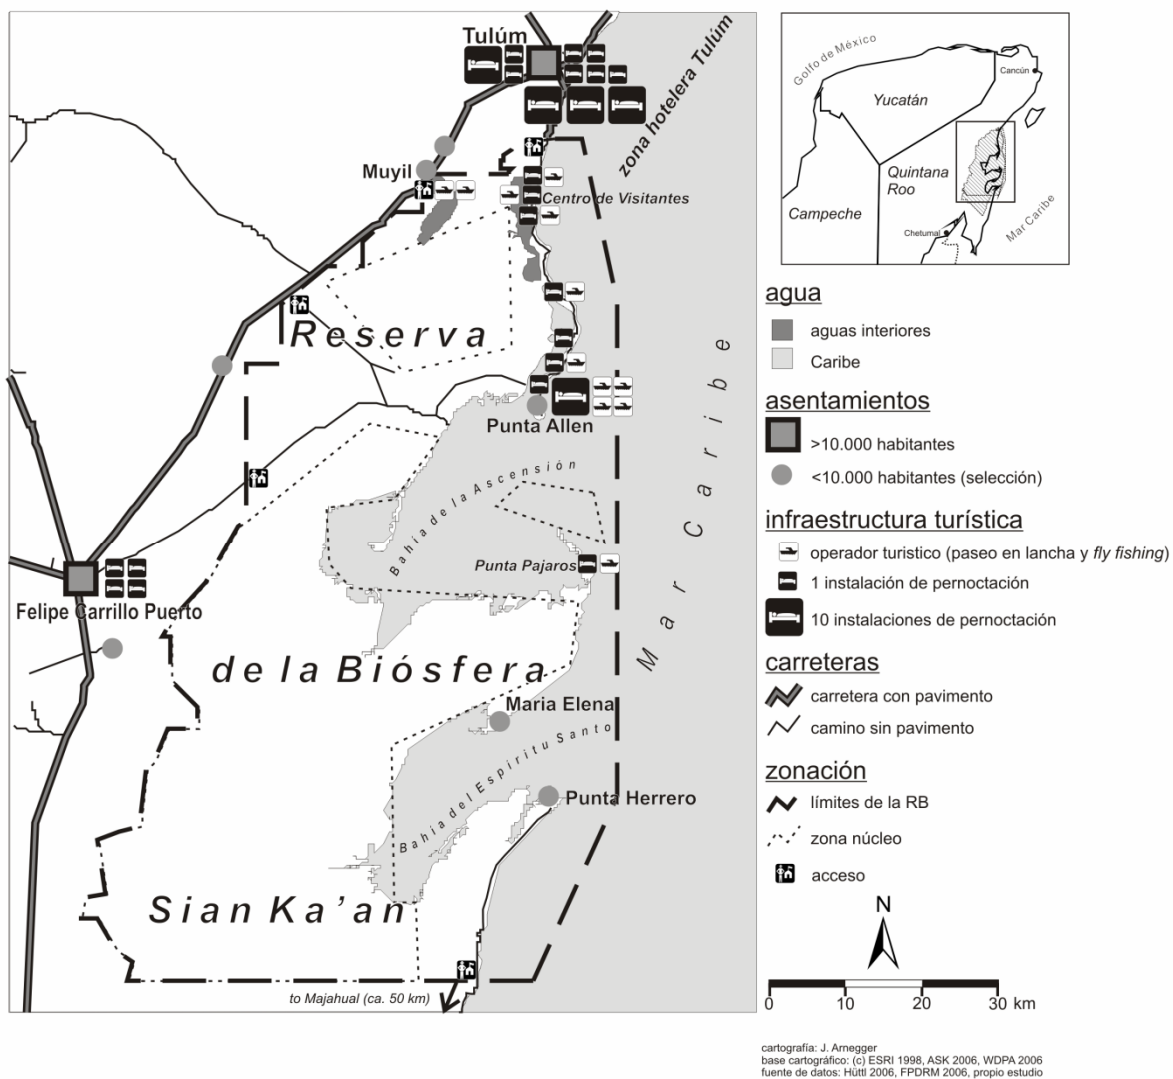 Tulúm
zona hotelera Tulúm
Muyil
Centro de Visitantes
Reserva
Punta Allen
Bahia de la Ascensión
Mar Caribe
Punta Pajaros
Felipe Carrillo Puerto
de la Biósfera
Maria Elena
Bahia del Espiritu Santo
Punta Herrero
Sian Ka'an
to Majahual (ca. 50 km)
Golfo de México
Cancún
Yucatán
Quintana
Roo
Campeche
Chetumal
Mar Caribe
agua
aguas interiores
Caribe
asentamientos
>10.000 habitantes
<10.000 habitantes (selección)
infraestructura turística
operador turistico (paseo en lancha y fly fishing)
1 instalación de pernoctación
10 instalaciones de pernoctación
carreteras
carretera con pavimento
camino sin pavimento
zonación
límites de la RB
zona núcleo
acceso
N
0 10 20 30 km
cartografía: J. Arnegger
base cartográfico: (c) ESRI 1998, ASK 2006, WDPA 2006
fuente de datos: Hüttl 2006, FPDRM 2006, propio estudio